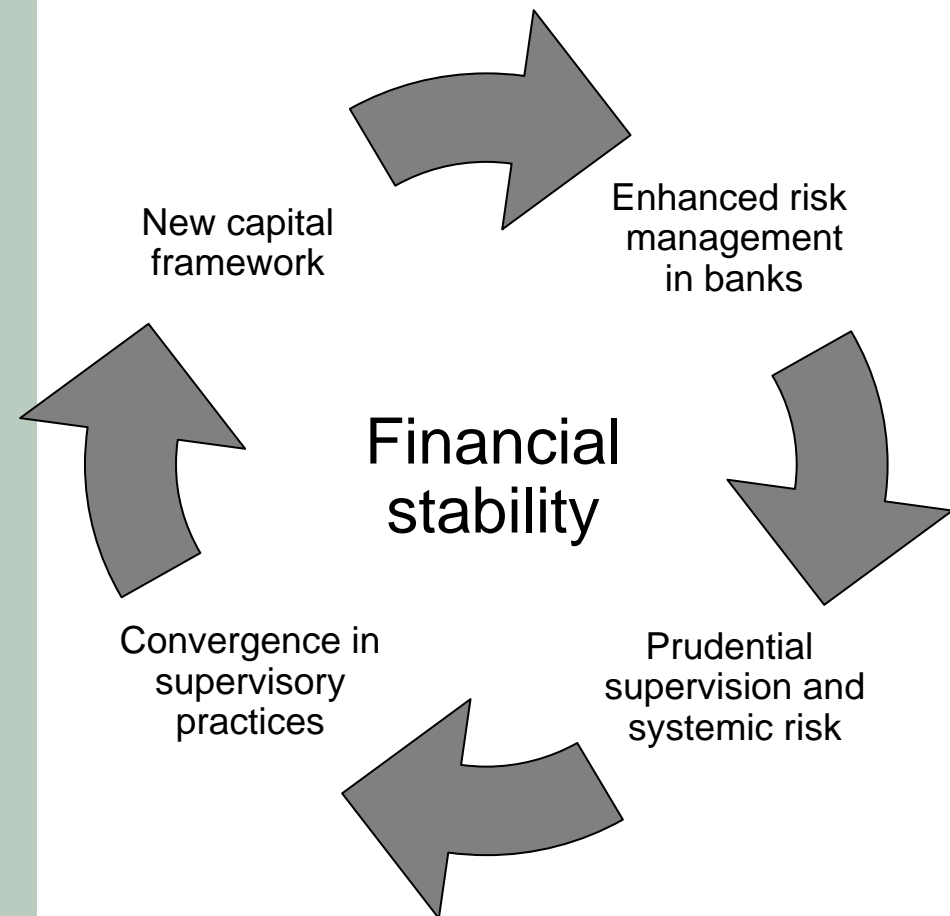 New capital
framework
Enhanced risk
management
in banks
Financial
stability
Convergence in
supervisory
practices
Prudential
supervision and
systemic risk